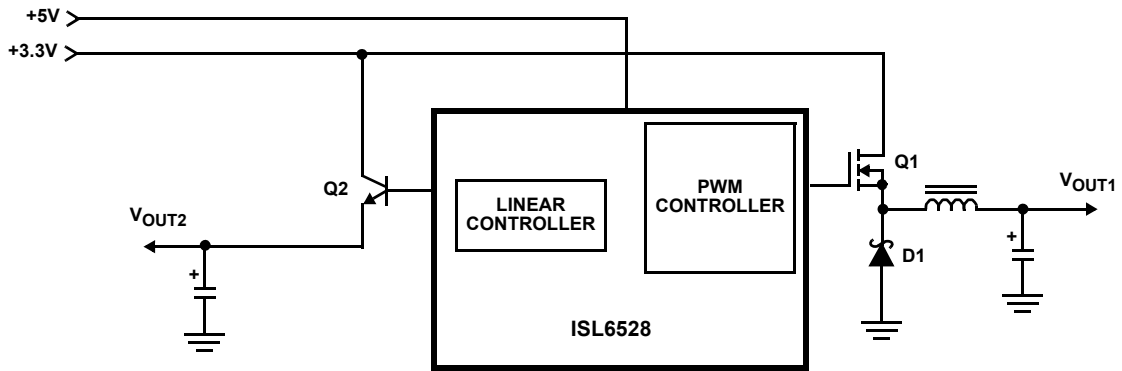 +5V
+3.3V
Q1
Q2
PWM
CONTROLLER
LINEAR
CONTROLLER
VOUT1
VOUT2
+
D1
+
ISL6528